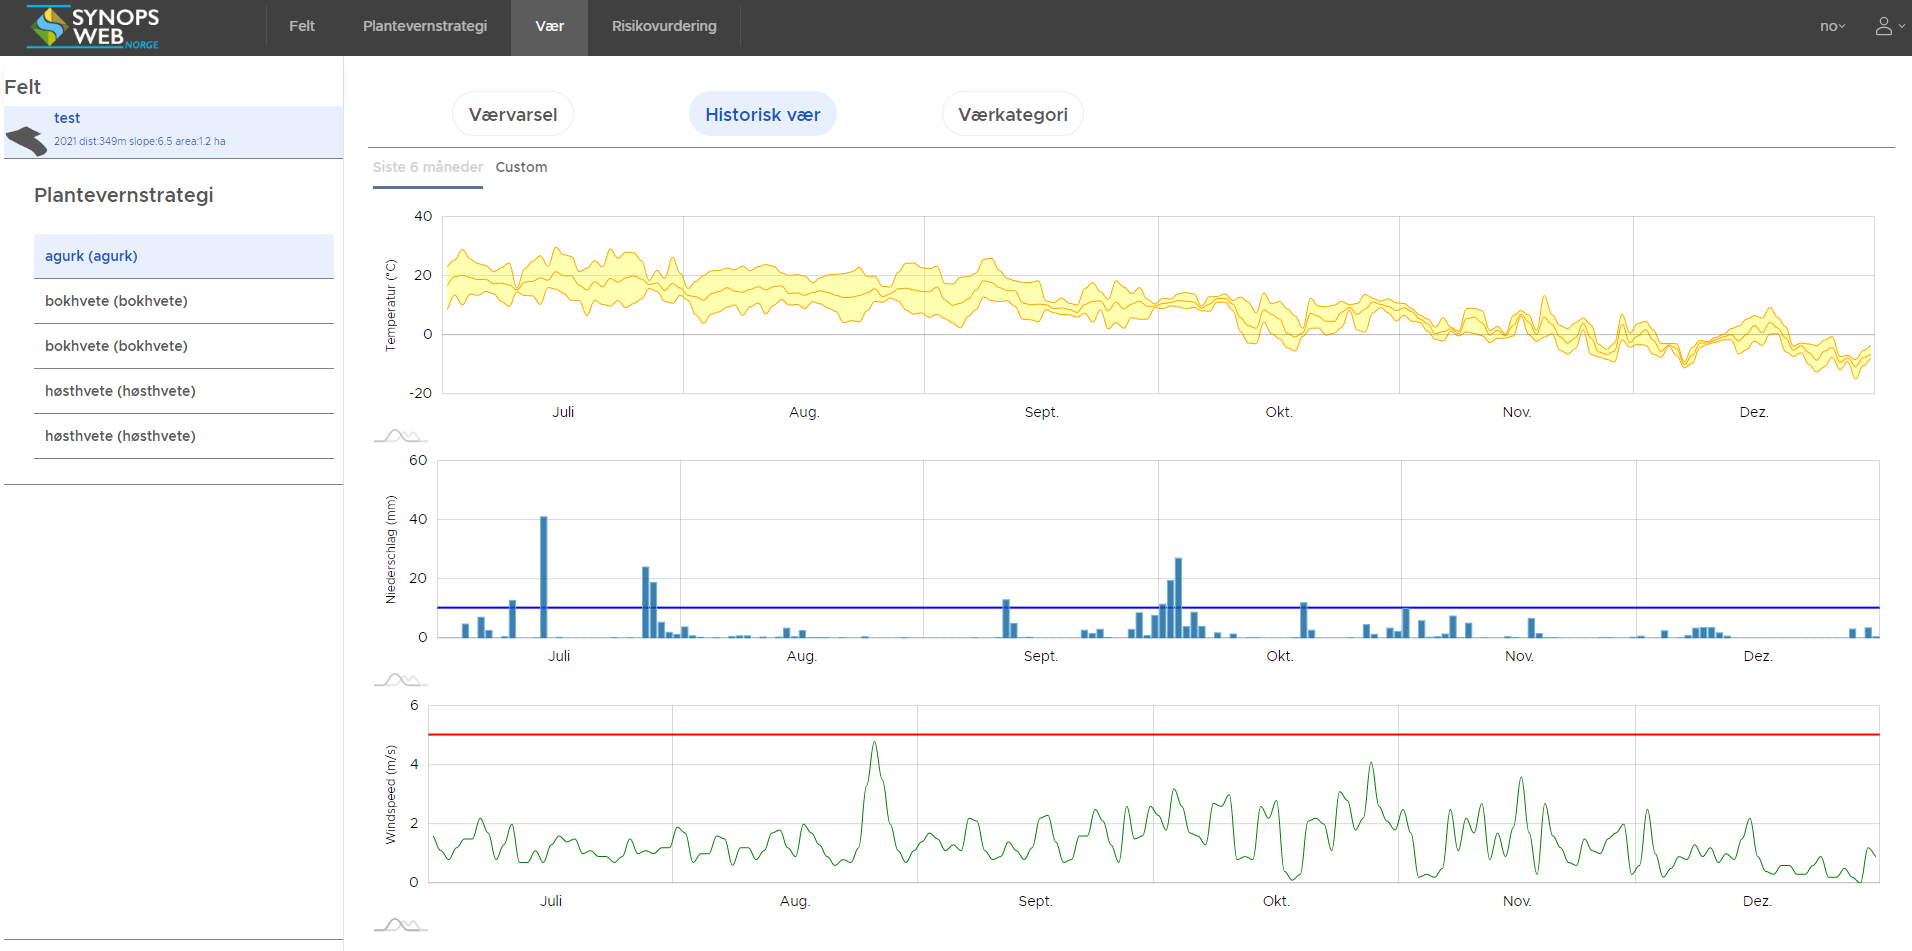 SYNOPS
WEB NORGE
Felt
Plantevernstrategi
Vær
Risikovurdering
no
Felt
test
2021 dist:349m slope:6.5 area:1.2 ha
Plantevernstrategi
agurk (agurk)
bokhvete (bokhvete)
bokhvete (bokhvete)
høsthvete (høsthvete)
høsthvete (høsthvete)
Værvarsel
Historisk vær
Værkategori
Siste 6 måneder
Custom
Temperatur (°C)
40
20
0
-20
Juli
Aug.
Sept.
Okt.
Nov.
Dez.
Niederschlag (mm)
60
40
20
0
Juli
Aug.
Sept.
Okt.
Nov.
Dez.
Windspeed (m/s)
6
4
2
0
Juli
Aug.
Sept.
Okt.
Nov.
Dez.